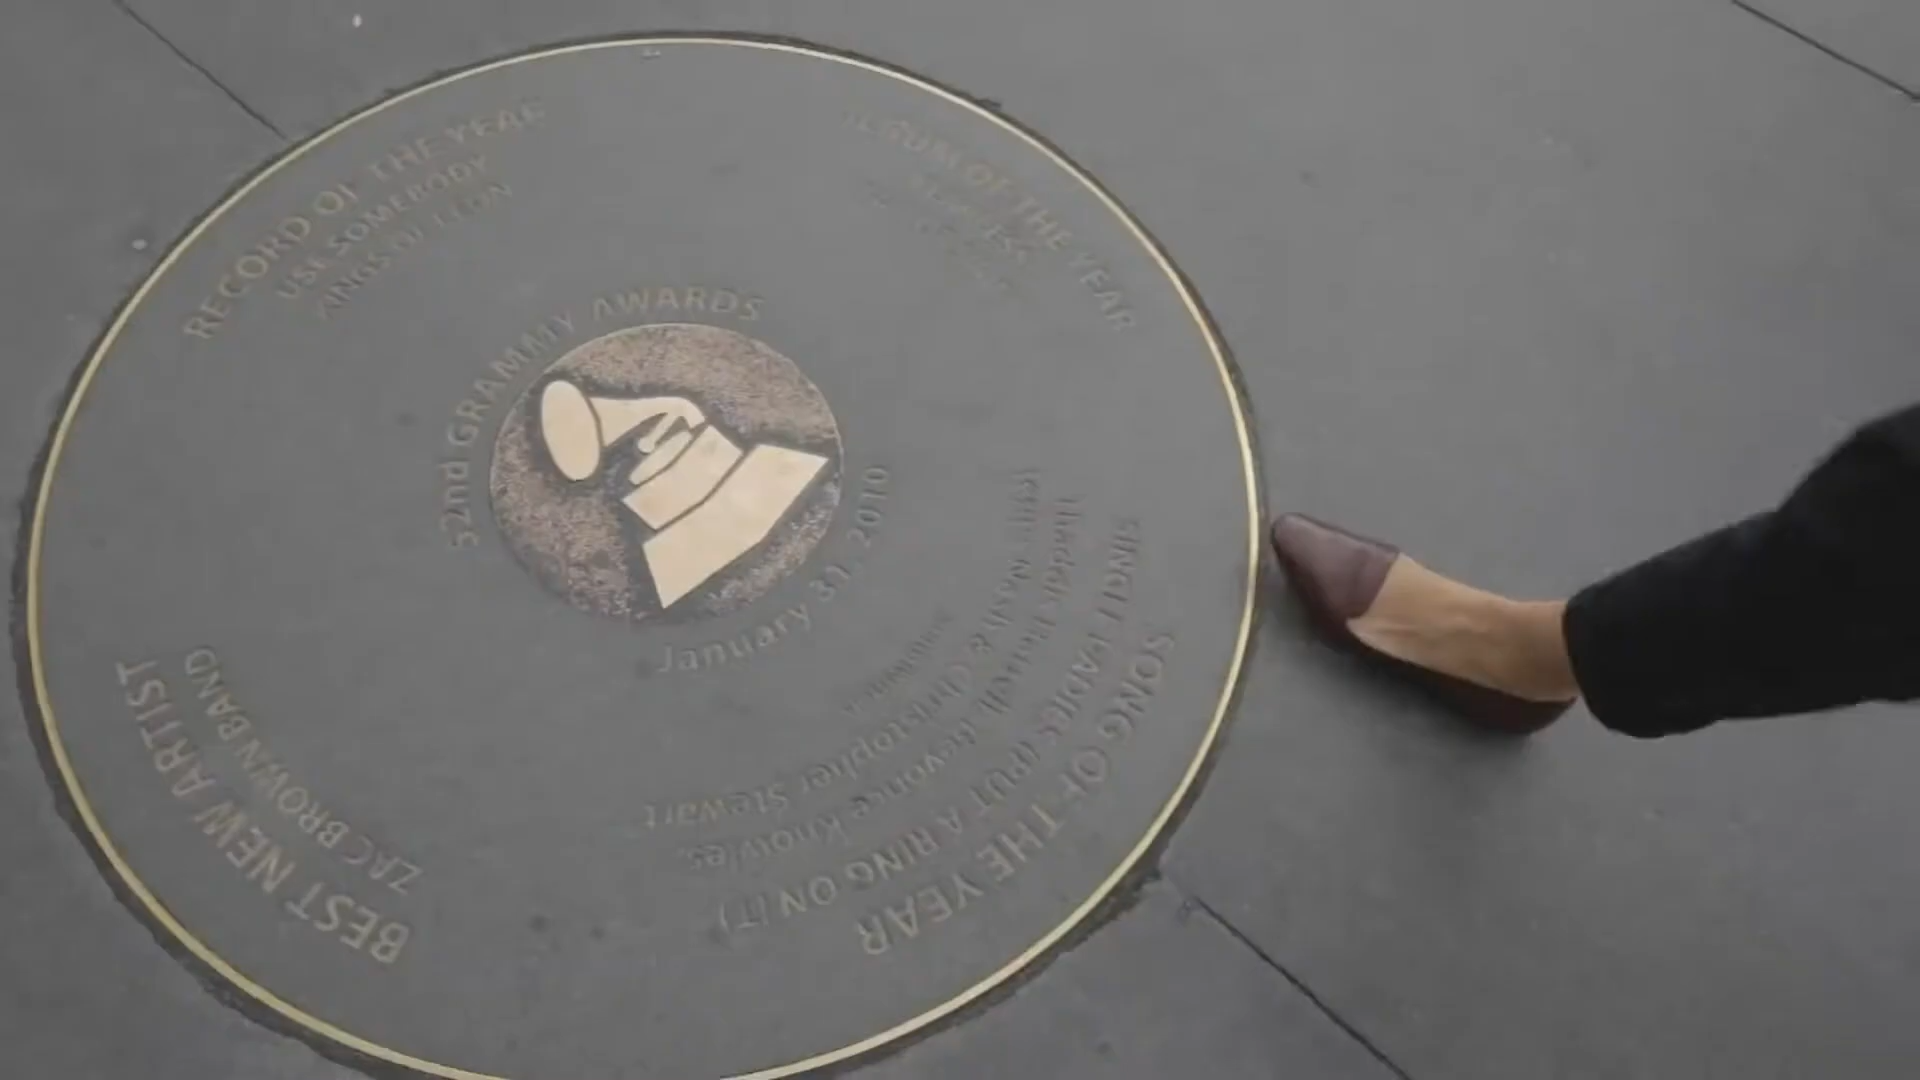 RECORD OF THE YEAR
USE SOMEBODY
KINGS OF LEON
ALBUM OF THE YEAR
FEARLESS
52nd GRAMMY AWARDS
January 31, 2010
SONG OF THE YEAR
SINGLE LADIES (PUT A RING ON IT)
Thaddis Harrell, Beyonce Knowles,
Nash & Christopher Stewart
BEST NEW ARTIST
ZAC BROWN BAND